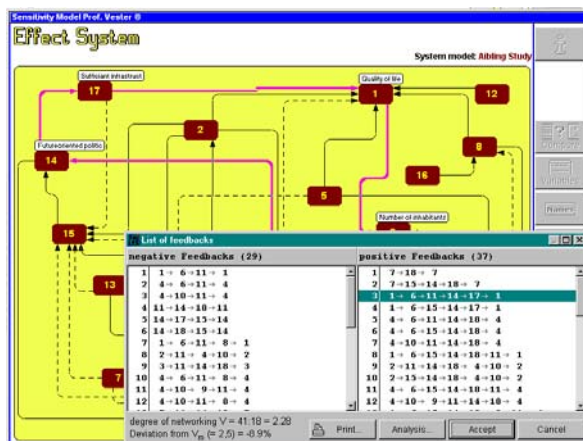 Sensitivity Model Prof. Vester ®
Effect System
System model: Aibling Study
Sufficient infrastruct
17
Quality of life
1
12
2
Futureoriented politic
14
8
16
5
Number of inhabitants
15
13
7
Variables
Names
List of feedbacks
negative Feedbacks (29)
1 1→ 6→11→ 1
2 4→ 6→11→ 4
3 4→10→11→ 4
4 11→14→18→11
5 14→17→15→14
6 14→18→15→14
7 1→ 6→11→ 8→ 1
8 2→11→ 4→10→ 2
9 3→11→14→18→ 3
10 4→ 6→11→ 8→ 4
11 4→10→ 9→11→ 4
12 4→10→11→ 8→ 4
positive Feedbacks (37)
1 7→18→ 7
2 7→15→14→18→ 7
3 1→ 6→11→14→17→ 1
4 1→ 6→15→14→17→ 1
5 4→ 6→11→14→18→ 4
6 4→ 6→15→14→18→ 4
7 4→10→11→14→18→ 4
8 1→ 6→15→14→18→11→ 1
9 2→11→14→18→ 4→10→ 2
10 2→15→14→18→ 4→10→ 2
11 4→ 6→15→14→18→11→ 4
12 4→10→ 9→11→14→18→ 4
degree of networking V = 41:18 = 2.28
Deviation from Vm (= 2,5) = -8.9%
Print...
Analysis...
Accept
Cancel